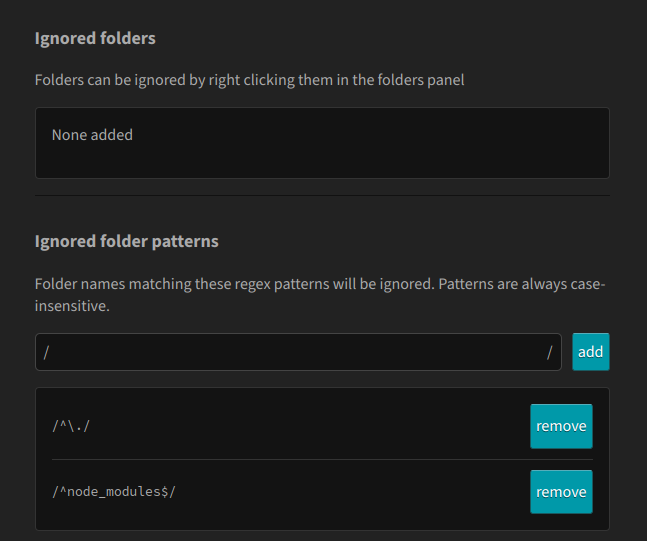 Ignored folders
Folders can be ignored by right clicking them in the folders panel
None added
Ignored folder patterns
Folder names matching these regex patterns will be ignored. Patterns are always case-
insensitive.
/ / add
/^\./ remove
/^node_modules$/ remove